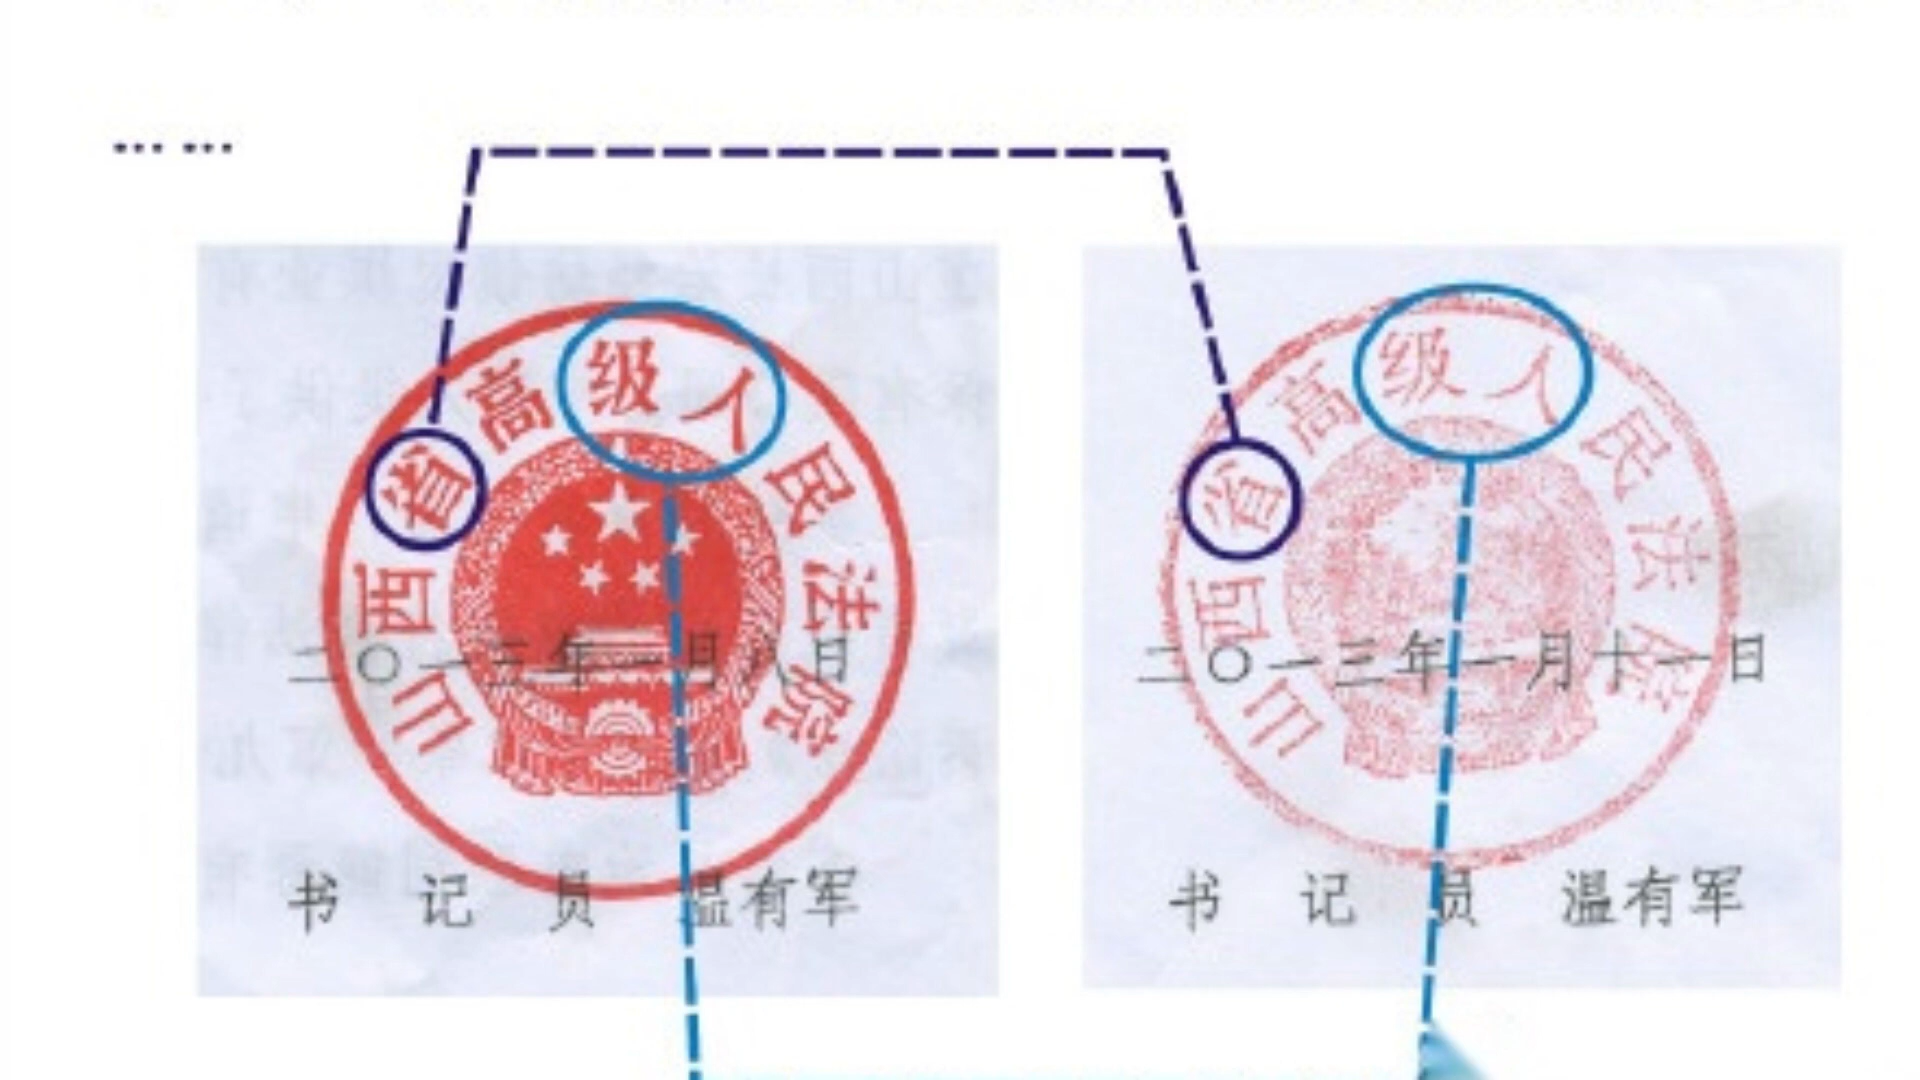 ... ...
山西省高级人民法院
二〇一三年一月八日
书 记 员 温有军
山西省高级人民法院
二〇一三年一月十一日
书 记 员 温有军